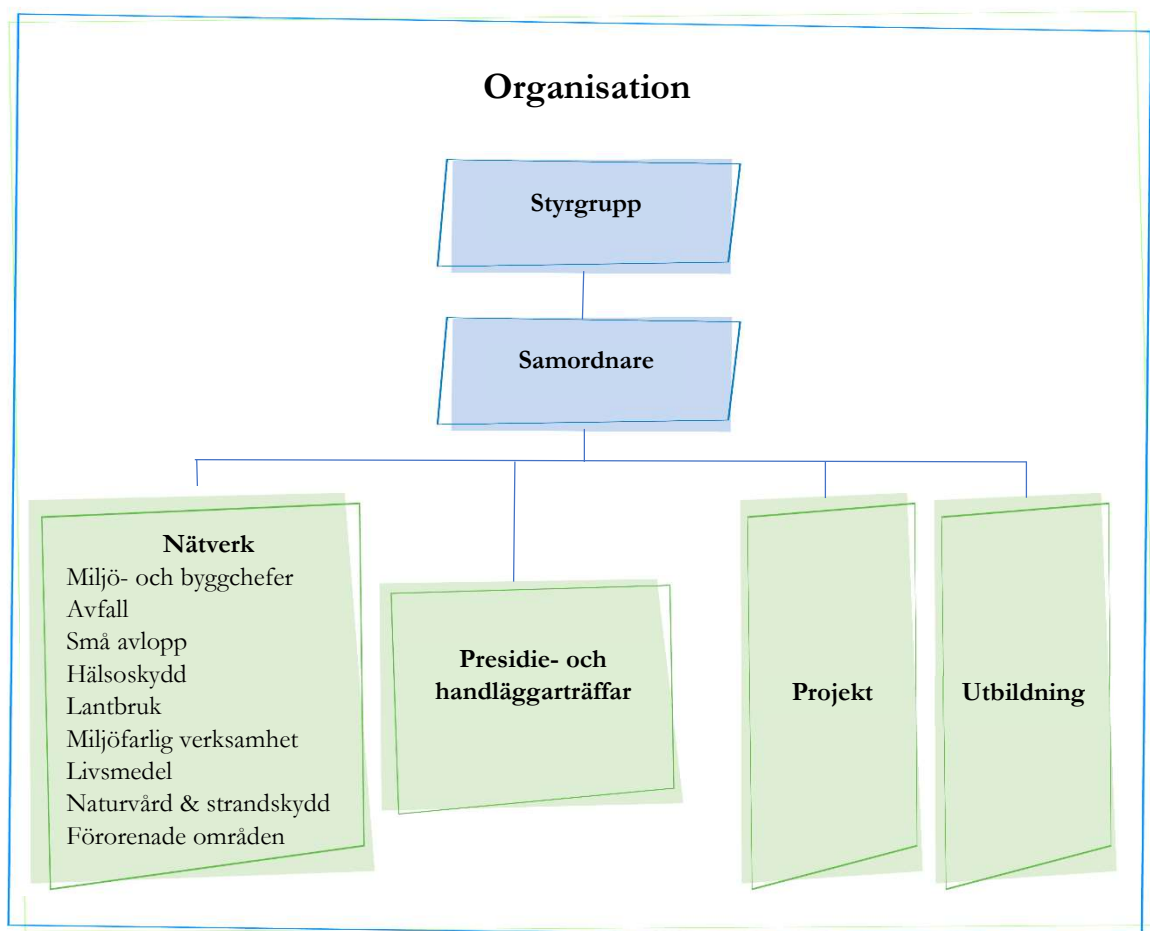 Organisation
Styrgrupp
Samordnare
Nätverk
Miljö- och byggchefer
Avfall
Små avlopp
Hälsoskydd
Lantbruk
Miljöfarlig verksamhet
Livsmedel
Naturvård & strandskydd
Förorenade områden
Presidie- och
handläggarträffar
Projekt
Utbildning